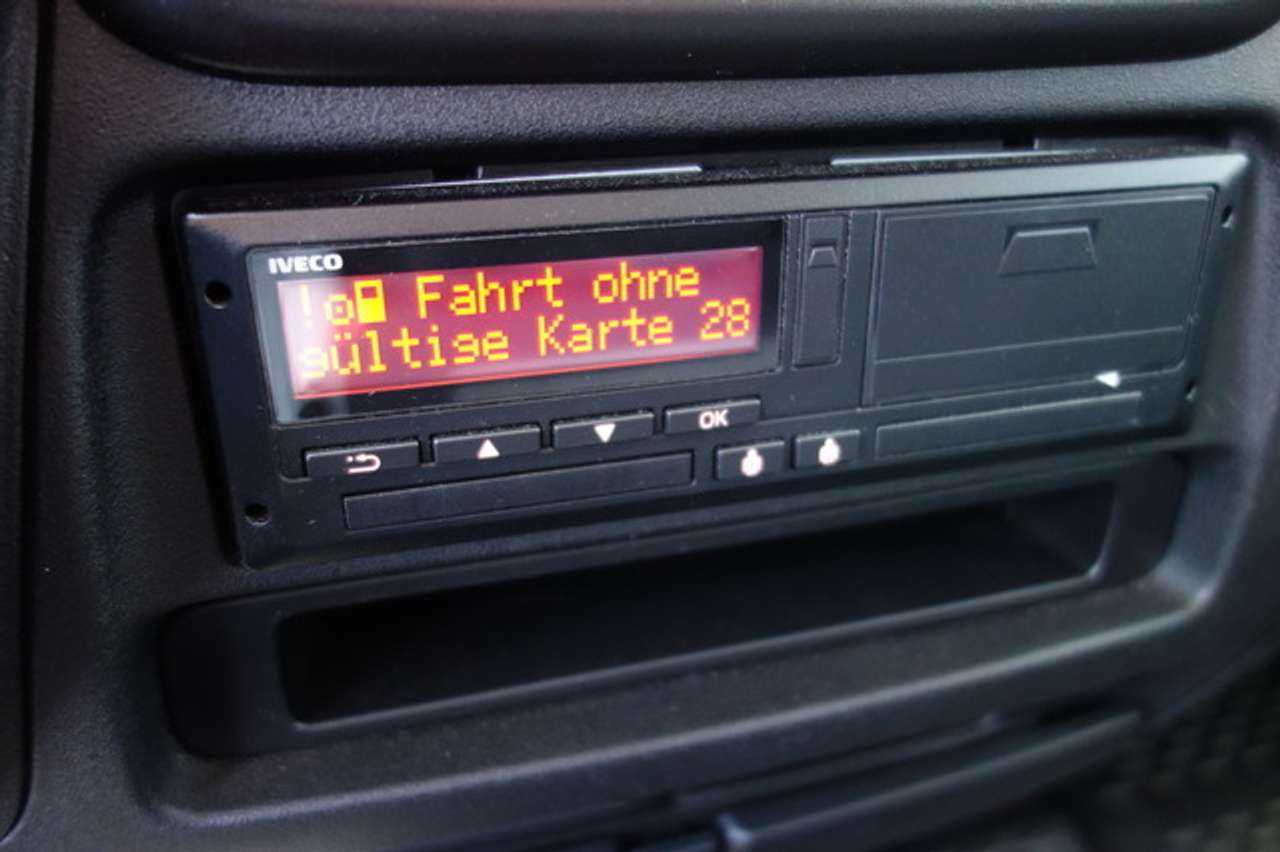 IVECO
! Fahrt ohne
gültige Karte 28
OK